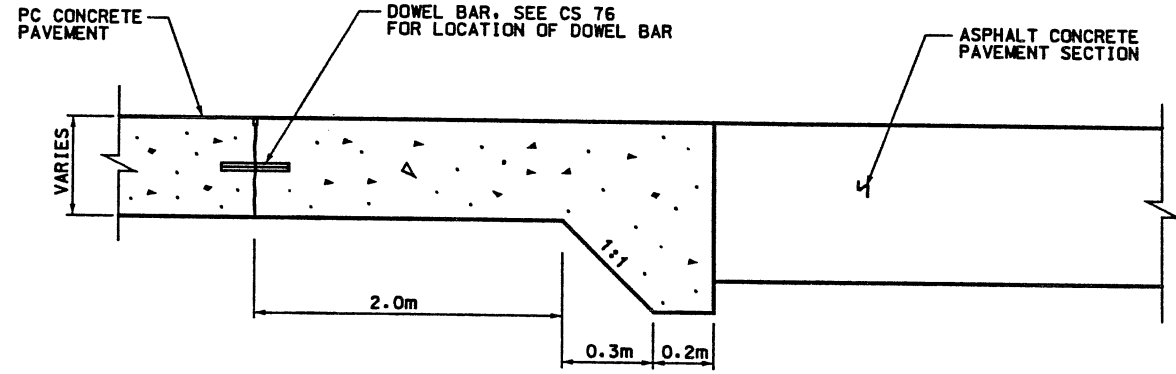 PC CONCRETE
PAVEMENT
DOWEL BAR, SEE CS 76
FOR LOCATION OF DOWEL BAR
ASPHALT CONCRETE
PAVEMENT SECTION
VARIES
1:1
2.0m
0.3m
0.2m